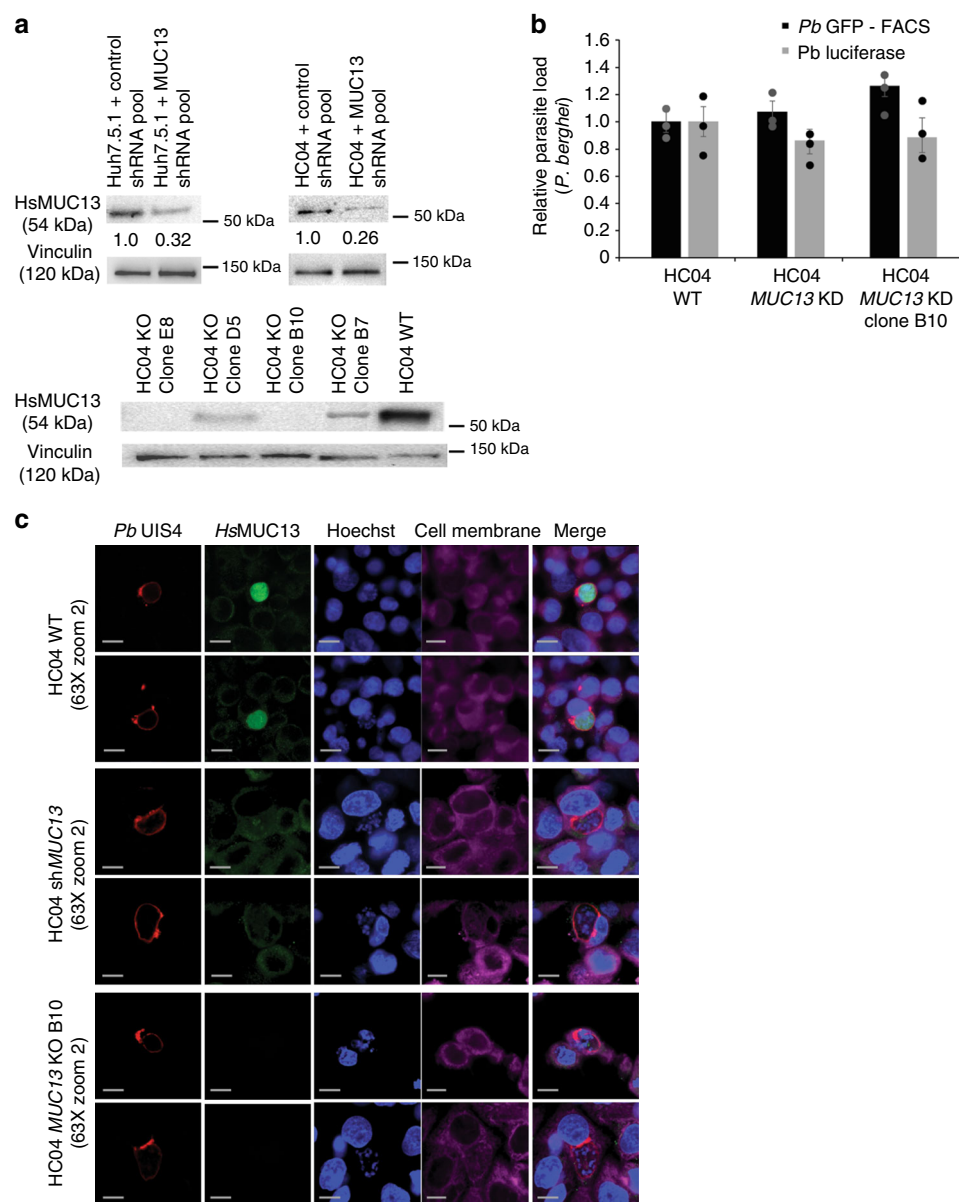 a
Huh7.5.1 + control
shRNA pool
Huh7.5.1 + MUC13
shRNA pool
HC04 + control
shRNA pool
HC04 + MUC13
shRNA pool
HsMUC13
(54 kDa)
50 kDa
50 kDa
1.0 0.32
1.0 0.26
Vinculin
(120 kDa)
150 kDa
150 kDa
HC04 KO
Clone E8
HC04 KO
Clone D5
HC04 KO
Clone B10
HC04 KO
Clone B7
HC04 WT
HsMUC13
(54 kDa)
50 kDa
Vinculin
(120 kDa)
150 kDa
b
Pb GFP - FACS
Pb luciferase
Relative parasite load
(P. berghei)
1.6
1.4
1.2
1.0
0.8
0.6
0.4
0.2
0
HC04
WT
HC04
MUC13 KD
HC04
MUC13 KD
clone B10
c
Pb UIS4 HsMUC13 Hoechst Cell membrane Merge
HC04 WT
(63X zoom 2)
HC04 shMUC13
(63X zoom 2)
HC04 MUC13 KO B10
(63X zoom 2)